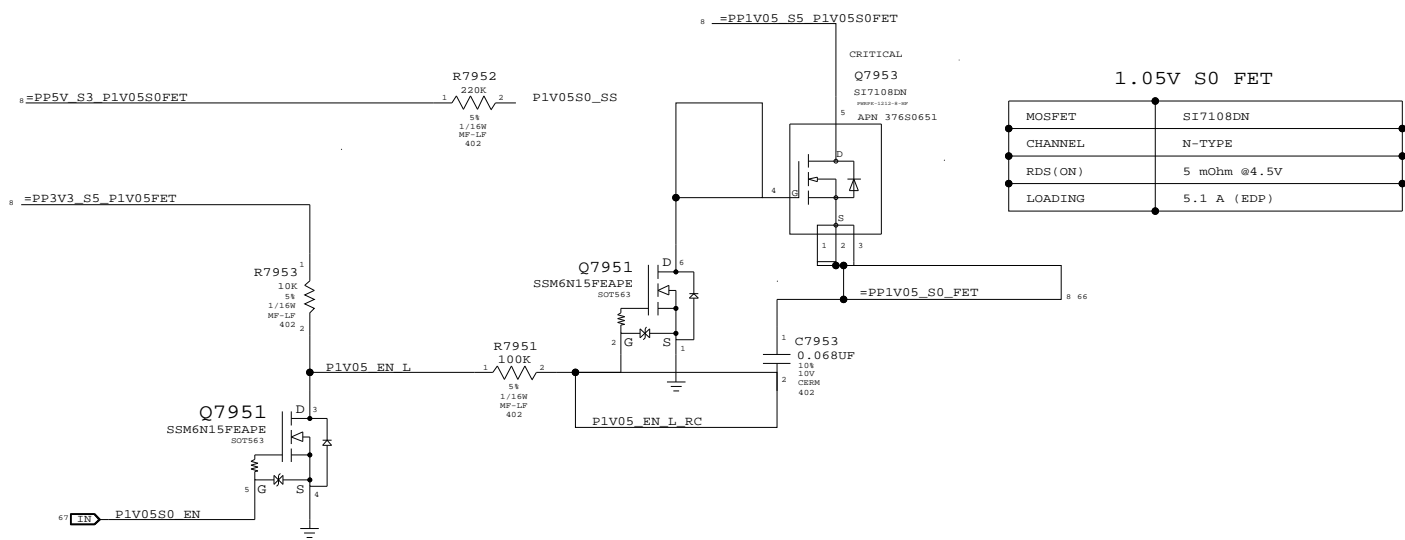 8 =PP1V05_S5_P1V05S0FET
CRITICAL
Q7953
SI7108DN
PWRPK-1212-8-HF
5
APN 376S0651
D
4
G
S
1 2 3
1.05V S0 FET
MOSFET SI7108DN
CHANNEL N-TYPE
RDS(ON) 5 mOhm @4.5V
LOADING 5.1 A (EDP)
R7952
220K
8 =PP5V_S3_P1V05S0FET 1 2 P1V05S0_SS
5%
1/16W
MF-LF
402
8 =PP3V3_S5_P1V05FET
1
R7953
10K
5%
1/16W
MF-LF
402
2
Q7951
SSM6N15FEAPE
SOT563
D 6
2 G S 1
=PP1V05_S0_FET 8 66
1
C7953
0.068UF
10%
10V
CERM
402
2
R7951
100K
P1V05_EN_L 1 2
5%
1/16W
MF-LF
402
P1V05_EN_L_RC
Q7951
SSM6N15FEAPE
SOT563
D 3
5 G S 4
67 IN P1V05S0_EN